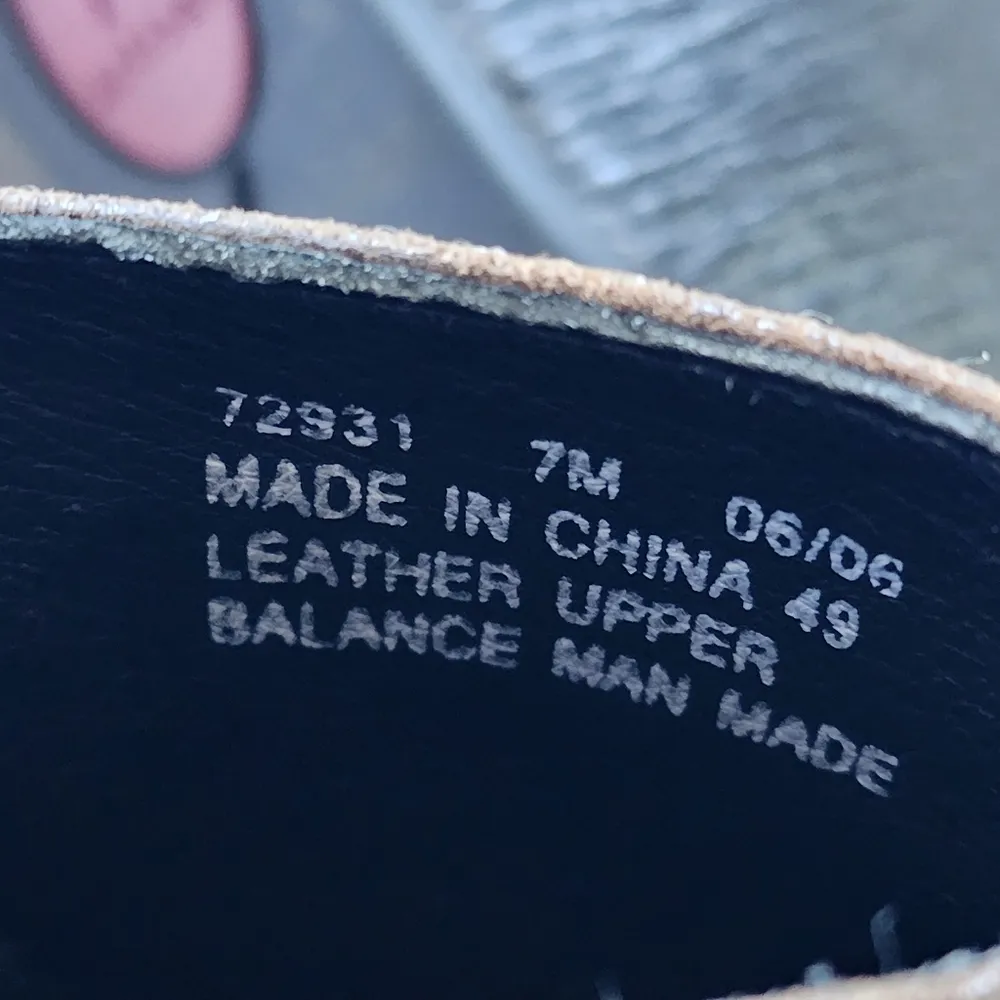 72931 7M 06/06
MADE IN CHINA 49
LEATHER UPPER
BALANCE MAN MADE